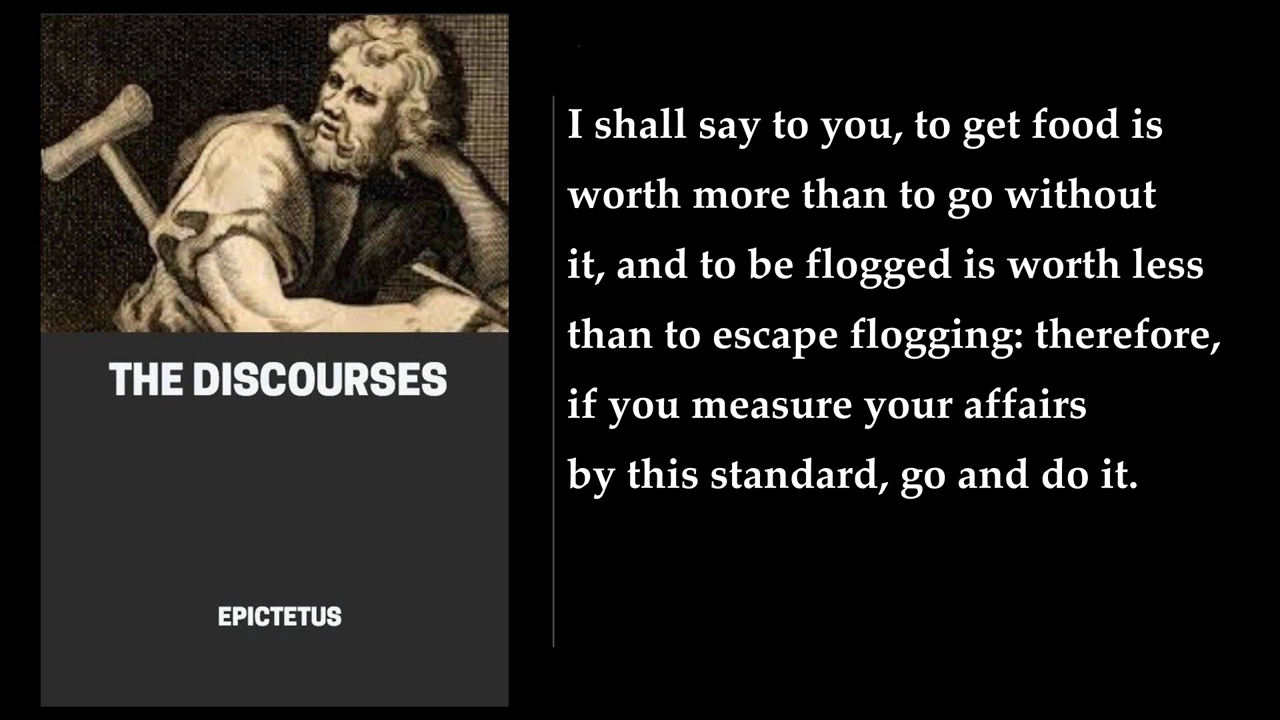 THE DISCOURSES
EPICTETUS
I shall say to you, to get food is
worth more than to go without
it, and to be flogged is worth less
than to escape flogging: therefore,
if you measure your affairs
by this standard, go and do it.